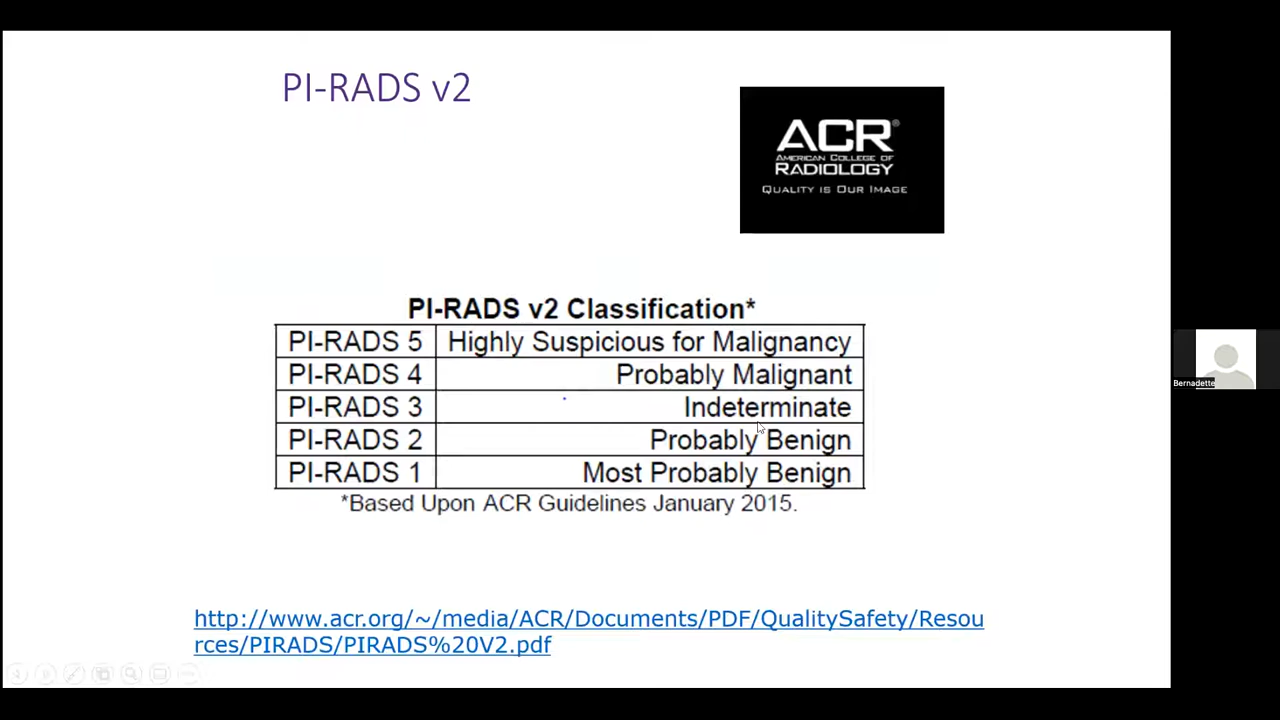 PI-RADS v2
ACR®
AMERICAN COLLEGE OF
RADIOLOGY
QUALITY IS OUR IMAGE
PI-RADS v2 Classification*
PI-RADS 5 Highly Suspicious for Malignancy
PI-RADS 4 Probably Malignant
PI-RADS 3 Indeterminate
PI-RADS 2 Probably Benign
PI-RADS 1 Most Probably Benign
*Based Upon ACR Guidelines January 2015.
http://www.acr.org/~/media/ACR/Documents/PDF/QualitySafety/Resou
rces/PIRADS/PIRADS%20V2.pdf
Bernadette